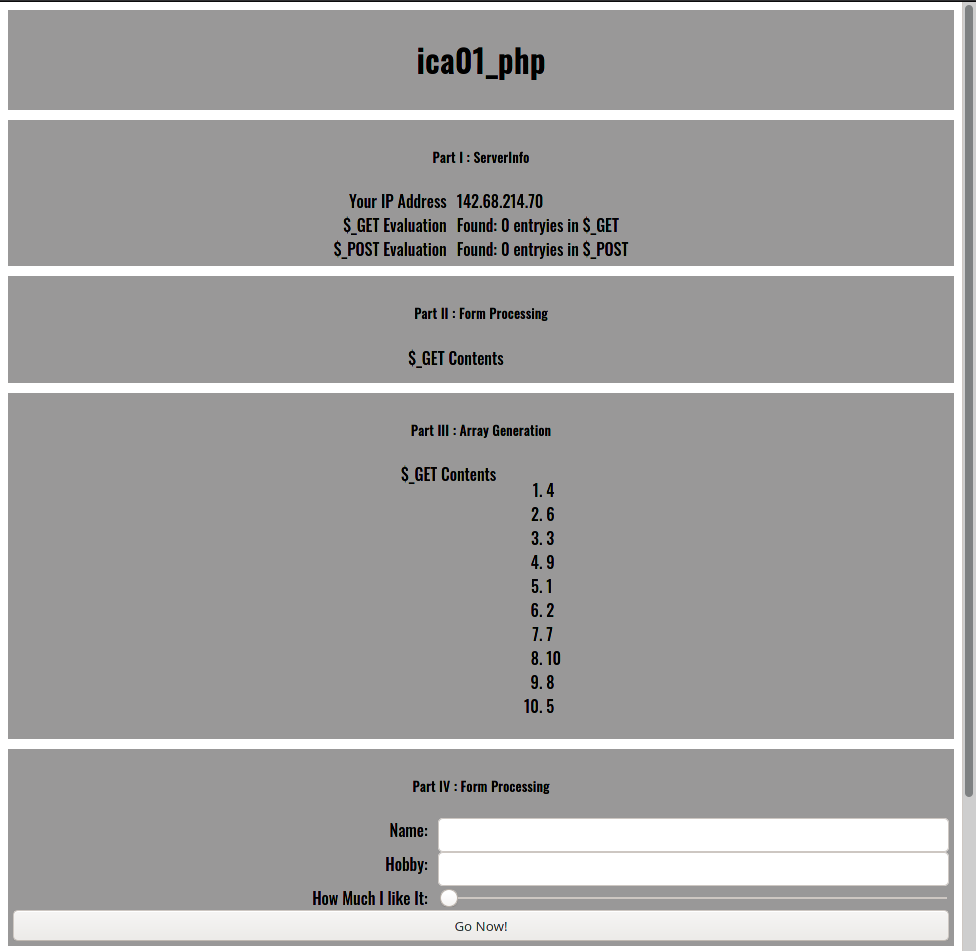 ica01_php
Part I : ServerInfo
Your IP Address 142.68.214.70
$_GET Evaluation Found: 0 entryies in $_GET
$_POST Evaluation Found: 0 entryies in $_POST
Part II : Form Processing
$_GET Contents
Part III : Array Generation
$_GET Contents
1. 4
2. 6
3. 3
4. 9
5. 1
6. 2
7. 7
8. 10
9. 8
10. 5
Part IV : Form Processing
Name:
Hobby:
How Much I like It:
Go Now!